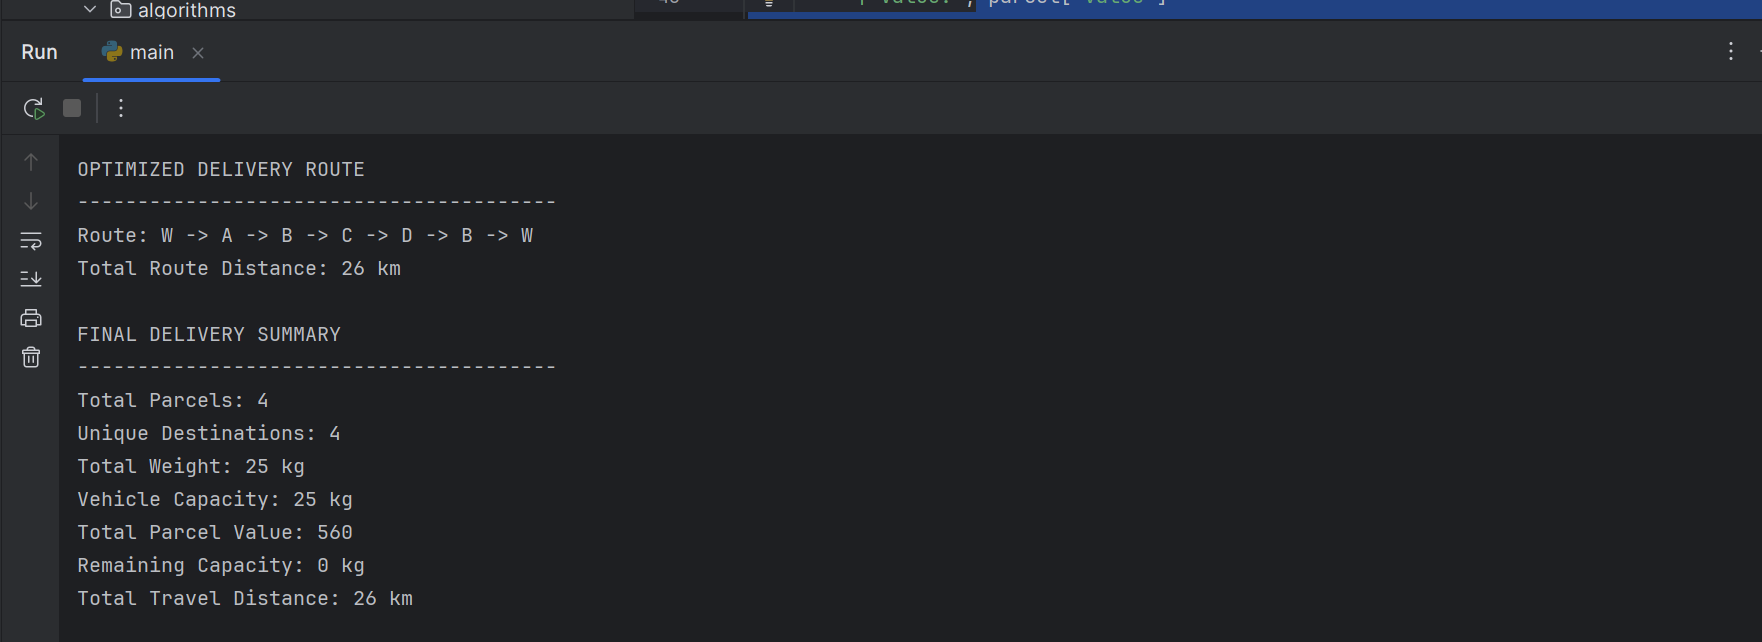 algorithms
Run main
OPTIMIZED DELIVERY ROUTE
----------------------------------------
Route: W -> A -> B -> C -> D -> B -> W
Total Route Distance: 26 km
FINAL DELIVERY SUMMARY
----------------------------------------
Total Parcels: 4
Unique Destinations: 4
Total Weight: 25 kg
Vehicle Capacity: 25 kg
Total Parcel Value: 560
Remaining Capacity: 0 kg
Total Travel Distance: 26 km